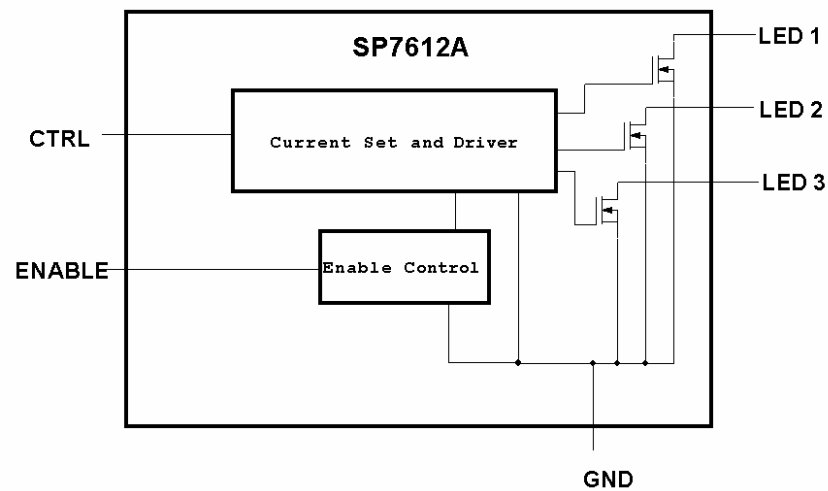 SP7612A
LED 1
LED 2
CTRL
Current Set and Driver
LED 3
ENABLE
Enable Control
GND